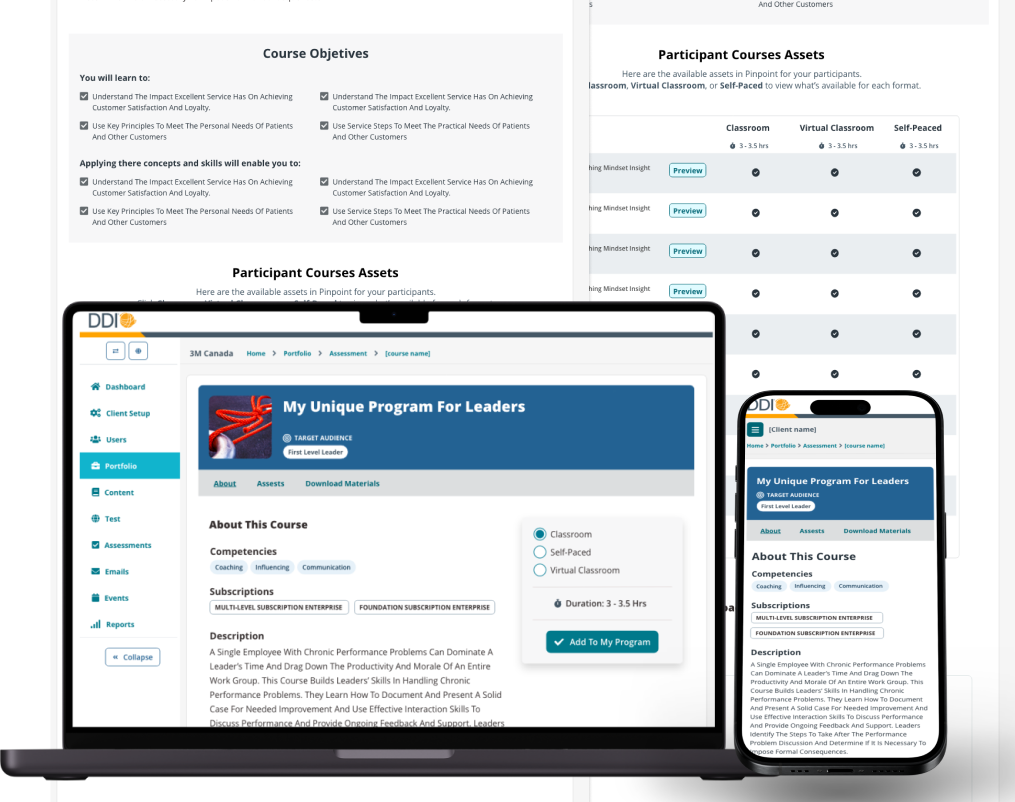 And Other Customers
Course Objetives
You will learn to:
Understand The Impact Excellent Service Has On Achieving
Customer Satisfaction And Loyalty.
Understand The Impact Excellent Service Has On Achieving
Customer Satisfaction And Loyalty.
Use Key Principles To Meet The Personal Needs Of Patients
And Other Customers
Use Service Steps To Meet The Practical Needs Of Patients
And Other Customers
Applying there concepts and skills will enable you to:
Understand The Impact Excellent Service Has On Achieving
Customer Satisfaction And Loyalty.
Understand The Impact Excellent Service Has On Achieving
Customer Satisfaction And Loyalty.
Use Key Principles To Meet The Personal Needs Of Patients
And Other Customers
Use Service Steps To Meet The Practical Needs Of Patients
And Other Customers
Participant Courses Assets
Here are the available assets in Pinpoint for your participants.
Participant Courses Assets
Here are the available assets in Pinpoint for your participants.
lassroom, Virtual Classroom, or Self-Paced to view what's available for each format.
Classroom Virtual Classroom Self-Peaced
3 - 3.5 hrs 3 - 3.5 hrs 3 - 3.5 hrs
hing Mindset Insight Preview
hing Mindset Insight Preview
hing Mindset Insight Preview
hing Mindset Insight Preview
DDI
3M Canada Home > Portfolio > Assessment > [course name]
Dashboard
Client Setup
Users
Portfolio
Content
Test
Assessments
Emails
Events
Reports
« Collapse
My Unique Program For Leaders
TARGET AUDIENCE
First Level Leader
About Assests Download Materials
About This Course
Competencies
Coaching Influencing Communication
Subscriptions
MULTI-LEVEL SUBSCRIPTION ENTERPRISE FOUNDATION SUBSCRIPTION ENTERPRISE
Description
A Single Employee With Chronic Performance Problems Can Dominate A
Leader's Time And Drag Down The Productivity And Morale Of An Entire
Work Group. This Course Builds Leaders' Skills In Handling Chronic
Performance Problems. They Learn How To Document And Present A Solid
Case For Needed Improvement And Use Effective Interaction Skills To
Discuss Performance And Provide Ongoing Feedback And Support. Leaders
Classroom
Self-Paced
Virtual Classroom
Duration: 3 - 3.5 Hrs
Add To My Program
DDI
[Client name]
Home > Portfolio > Assessment > [course name]
My Unique Program For Leaders
TARGET AUDIENCE
First Level Leader
About Assests Download Materials
About This Course
Competencies
Coaching Influencing Communication
Subscriptions
MULTI-LEVEL SUBSCRIPTION ENTERPRISE
FOUNDATION SUBSCRIPTION ENTERPRISE
Description
A Single Employee With Chronic Performance Problems
Can Dominate A Leader's Time And Drag Down The
Productivity And Morale Of An Entire Work Group. This
Course Builds Leaders' Skills In Handling Chronic
Performance Problems. They Learn How To Document
And Present A Solid Case For Needed Improvement And
Use Effective Interaction Skills To Discuss Performance
And Provide Ongoing Feedback And Support. Leaders
Identify The Steps To Take After The Performance
Problem Discussion And Determine If It Is Necessary To
Impose Formal Consequences.